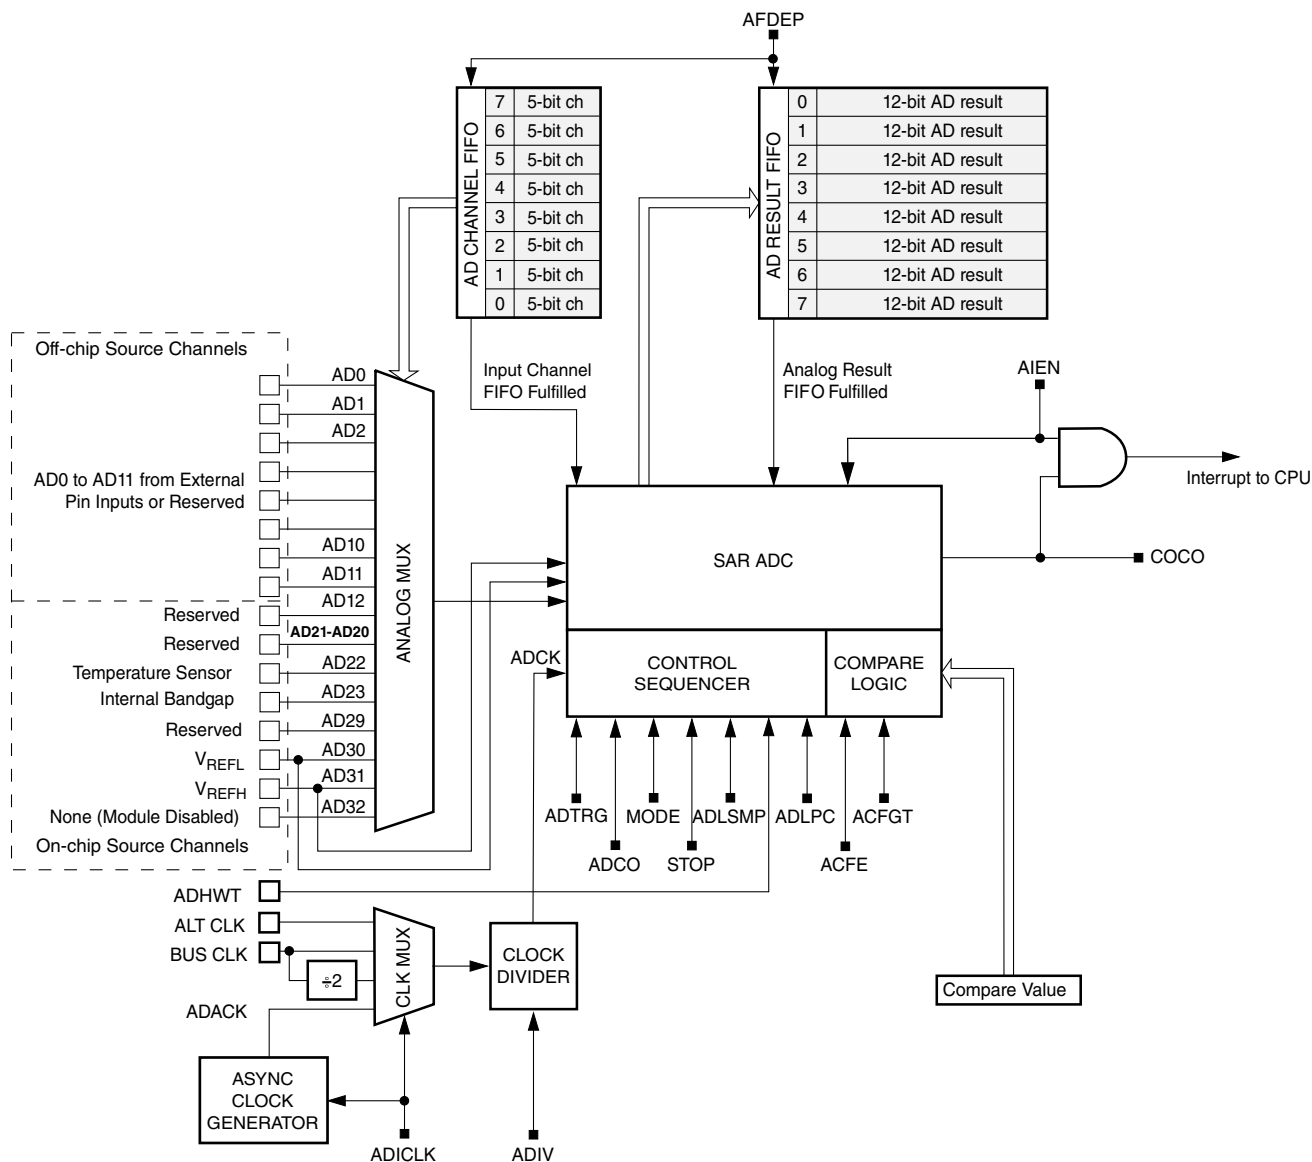 AFDEP
AD CHANNEL FIFO
7 5-bit ch
6 5-bit ch
5 5-bit ch
4 5-bit ch
3 5-bit ch
2 5-bit ch
1 5-bit ch
0 5-bit ch
AD RESULT FIFO
0 12-bit AD result
1 12-bit AD result
2 12-bit AD result
3 12-bit AD result
4 12-bit AD result
5 12-bit AD result
6 12-bit AD result
7 12-bit AD result
Off-chip Source Channels
AD0
AD1
AD2
AD0 to AD11 from External
Pin Inputs or Reserved
AD10
AD11
Reserved AD12
Reserved AD21-AD20
Temperature Sensor AD22
Internal Bandgap AD23
Reserved AD29
VREFL AD30
VREFH AD31
None (Module Disabled) AD32
On-chip Source Channels
ANALOG MUX
Input Channel
FIFO Fulfilled
Analog Result
FIFO Fulfilled
AIEN
Interrupt to CPU
SAR ADC
COCO
ADCK
CONTROL
SEQUENCER
COMPARE
LOGIC
ADTRG
MODE
ADLSMP
ADLPC
ACFGT
ADCO
STOP
ACFE
ADHWT
ALT CLK
BUS CLK
÷2
ADACK
CLK MUX
CLOCK
DIVIDER
Compare Value
ASYNC
CLOCK
GENERATOR
ADICLK
ADIV